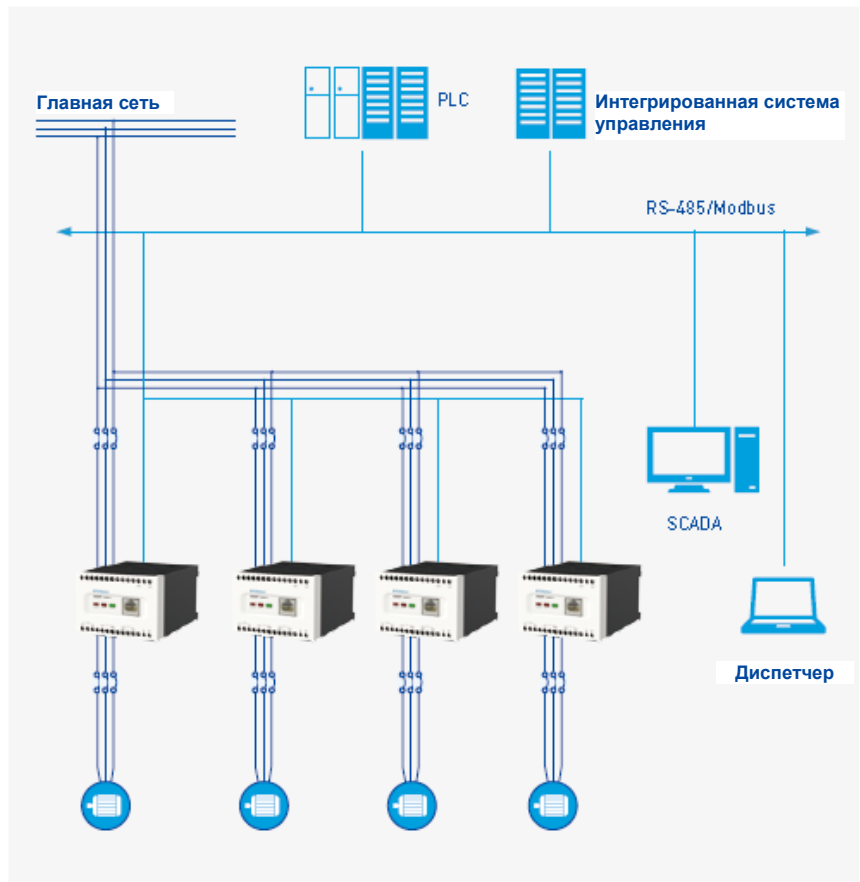 Главная сеть
PLC
Интегрированная система
управления
RS-485/Modbus
SCADA
Диспетчер